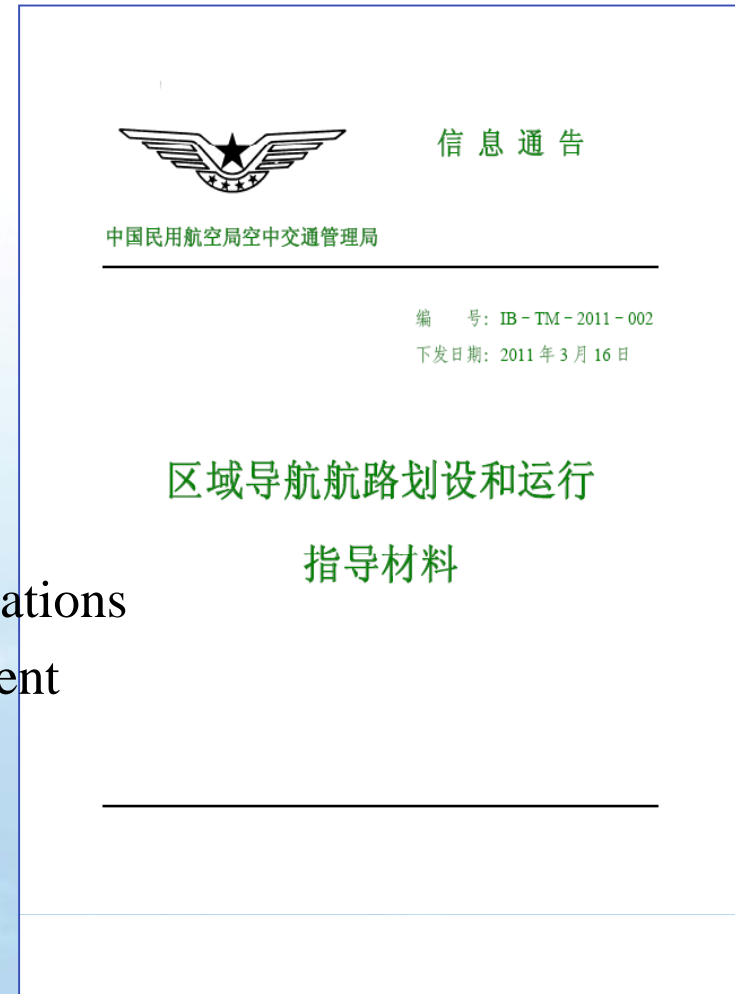 信息通告
中国民用航空局空中交通管理局
编 号：IB－TM－2011－002
下发日期：2011 年 3 月 16 日
区域导航航路划设和运行
指导材料
ations
ent